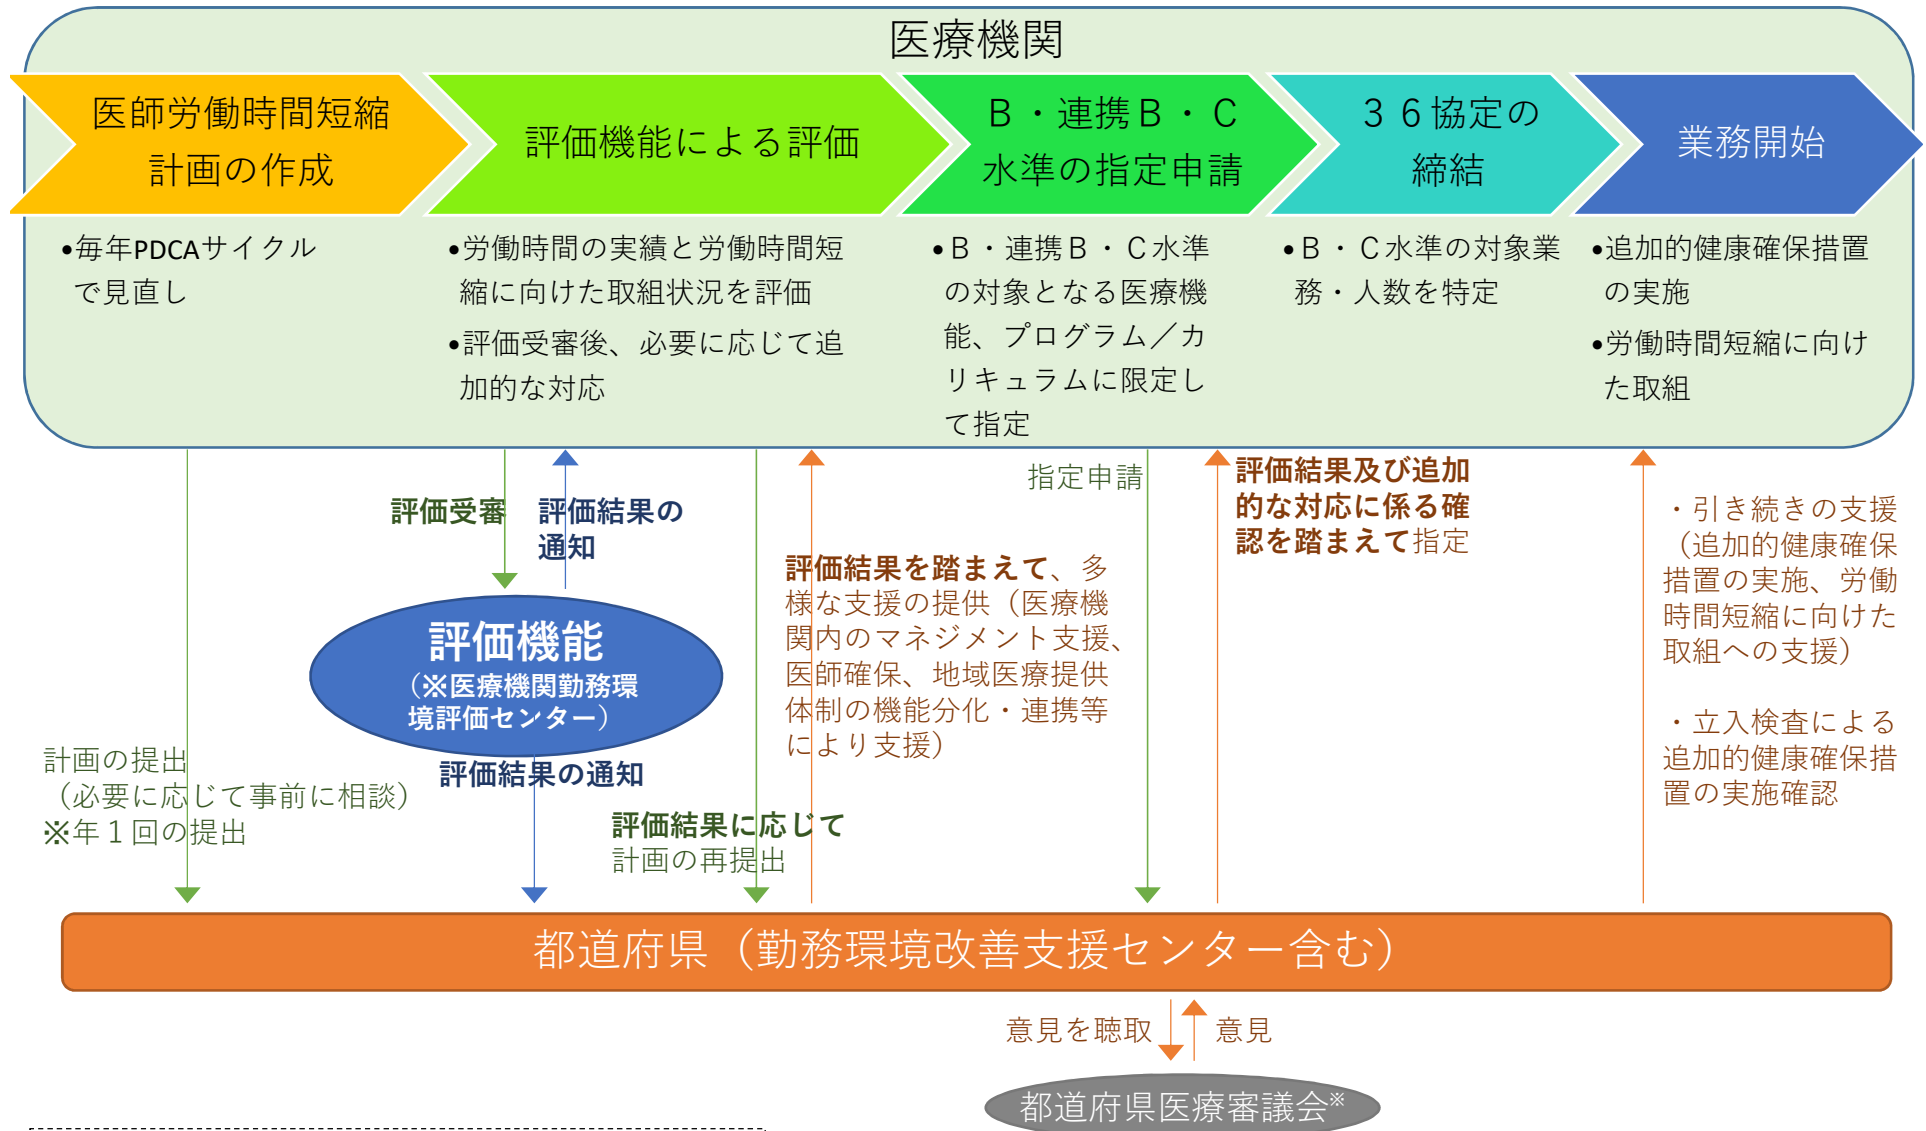 医療機関
医師労働時間短縮
計画の作成
評価機能による評価
Ｂ・連携Ｂ・Ｃ
水準の指定申請
３６協定の
締結
業務開始
•毎年PDCAサイクル
で見直し
•労働時間の実績と労働時間短
縮に向けた取組状況を評価
•評価受審後、必要に応じて追
加的な対応
•Ｂ・連携Ｂ・Ｃ水準
の対象となる医療機
能、プログラム／カ
リキュラムに限定し
て指定
•Ｂ・Ｃ水準の対象業
務・人数を特定
•追加的健康確保措置
の実施
•労働時間短縮に向け
た取組
評価受審
評価結果の
通知
指定申請
評価結果及び追加
的な対応に係る確
認を踏まえて指定
・引き続きの支援
（追加的健康確保
措置の実施、労働
時間短縮に向けた
取組への支援）
・立入検査による
追加的健康確保措
置の実施確認
評価結果を踏まえて、多
様な支援の提供（医療機
関内のマネジメント支援、
医師確保、地域医療提供
体制の機能分化・連携等
により支援）
評価機能
（※医療機関勤務環
境評価センター）
評価結果の通知
計画の提出
（必要に応じて事前に相談）
※年１回の提出
評価結果に応じて
計画の再提出
都道府県（勤務環境改善支援センター含む）
意見を聴取
意見
都道府県医療審議会※